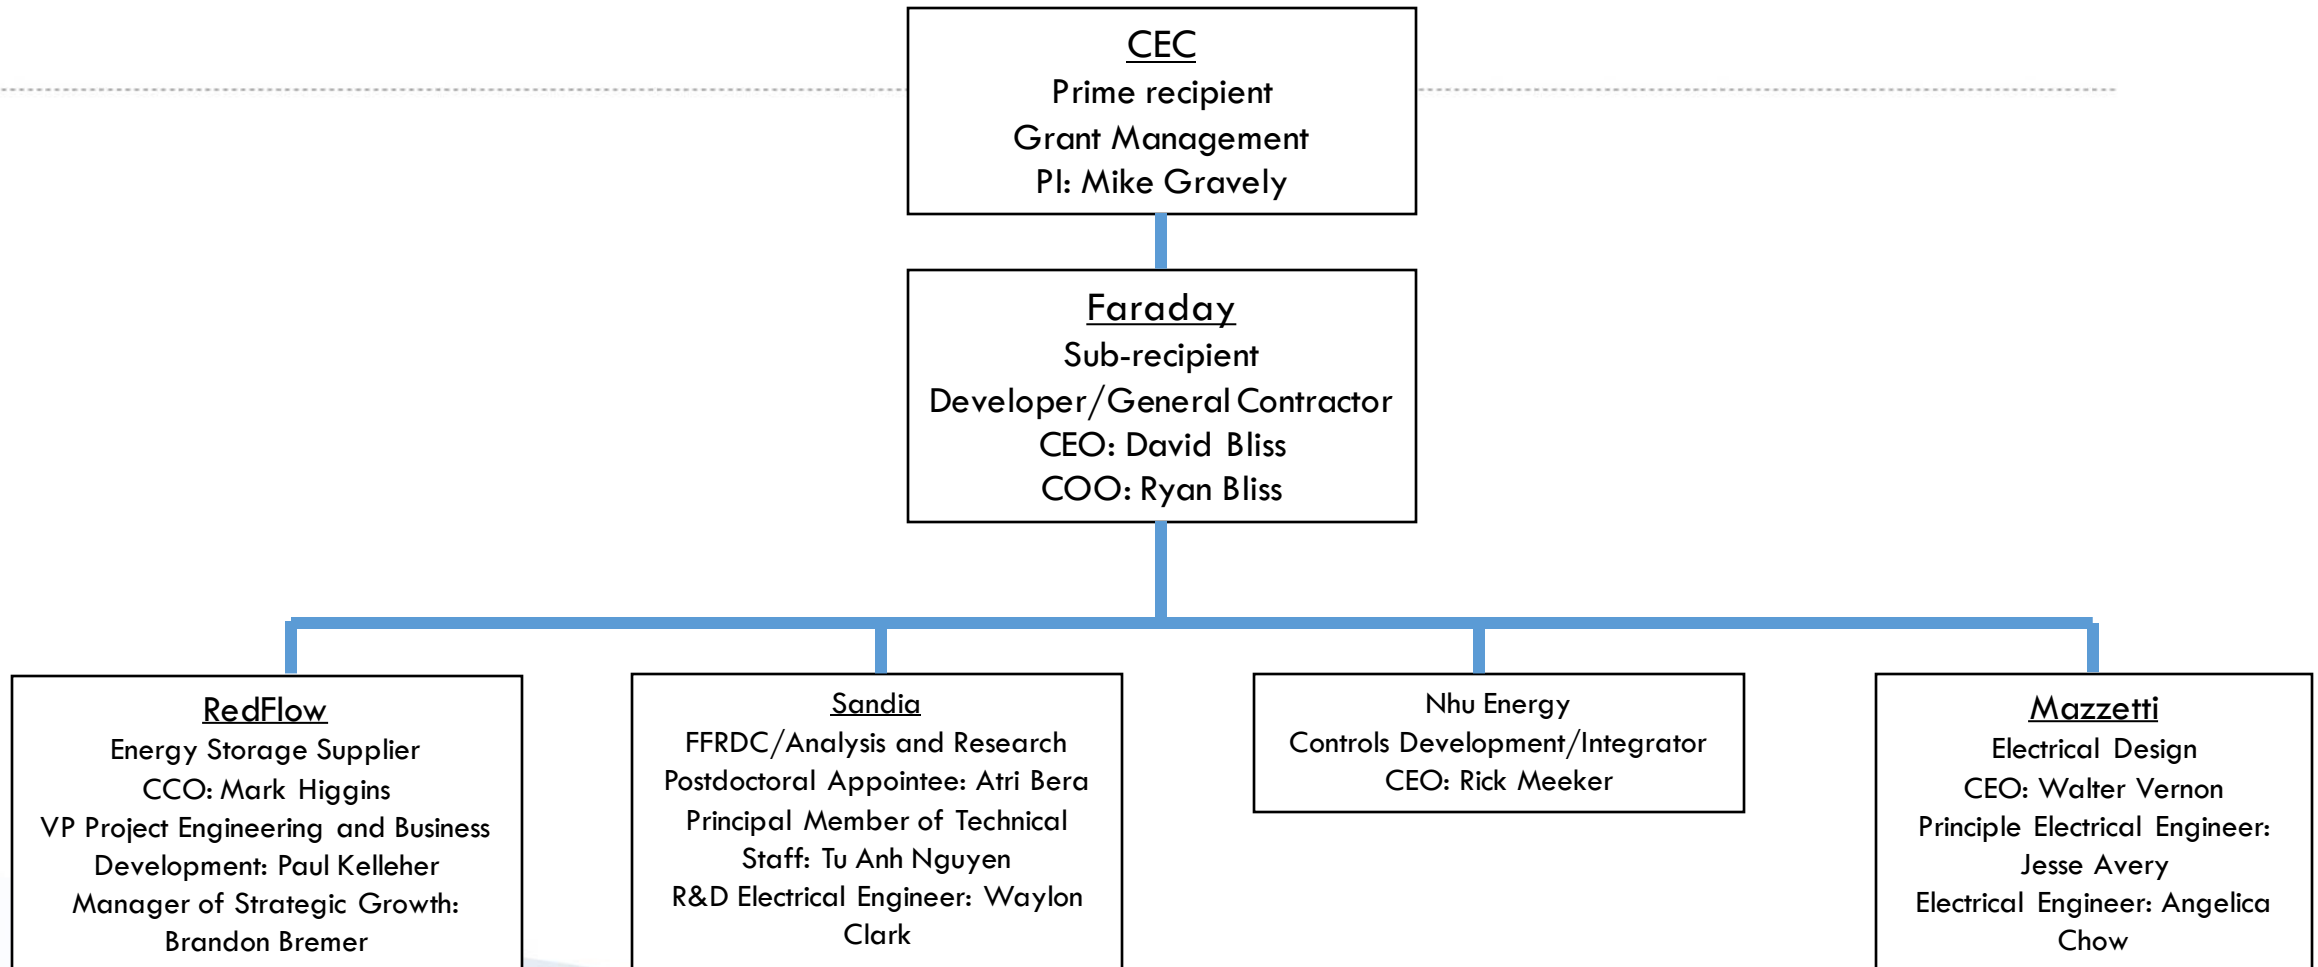 CEC
Prime recipient
Grant Management
PI: Mike Gravely
Faraday
Sub-recipient
Developer/General Contractor
CEO: David Bliss
COO: Ryan Bliss
RedFlow
Energy Storage Supplier
CCO: Mark Higgins
VP Project Engineering and Business
Development: Paul Kelleher
Manager of Strategic Growth:
Brandon Bremer
Sandia
FFRDC/Analysis and Research
Postdoctoral Appointee: Atri Bera
Principal Member of Technical
Staff: Tu Anh Nguyen
R&D Electrical Engineer: Waylon
Clark
Nhu Energy
Controls Development/Integrator
CEO: Rick Meeker
Mazzetti
Electrical Design
CEO: Walter Vernon
Principle Electrical Engineer:
Jesse Avery
Electrical Engineer: Angelica
Chow